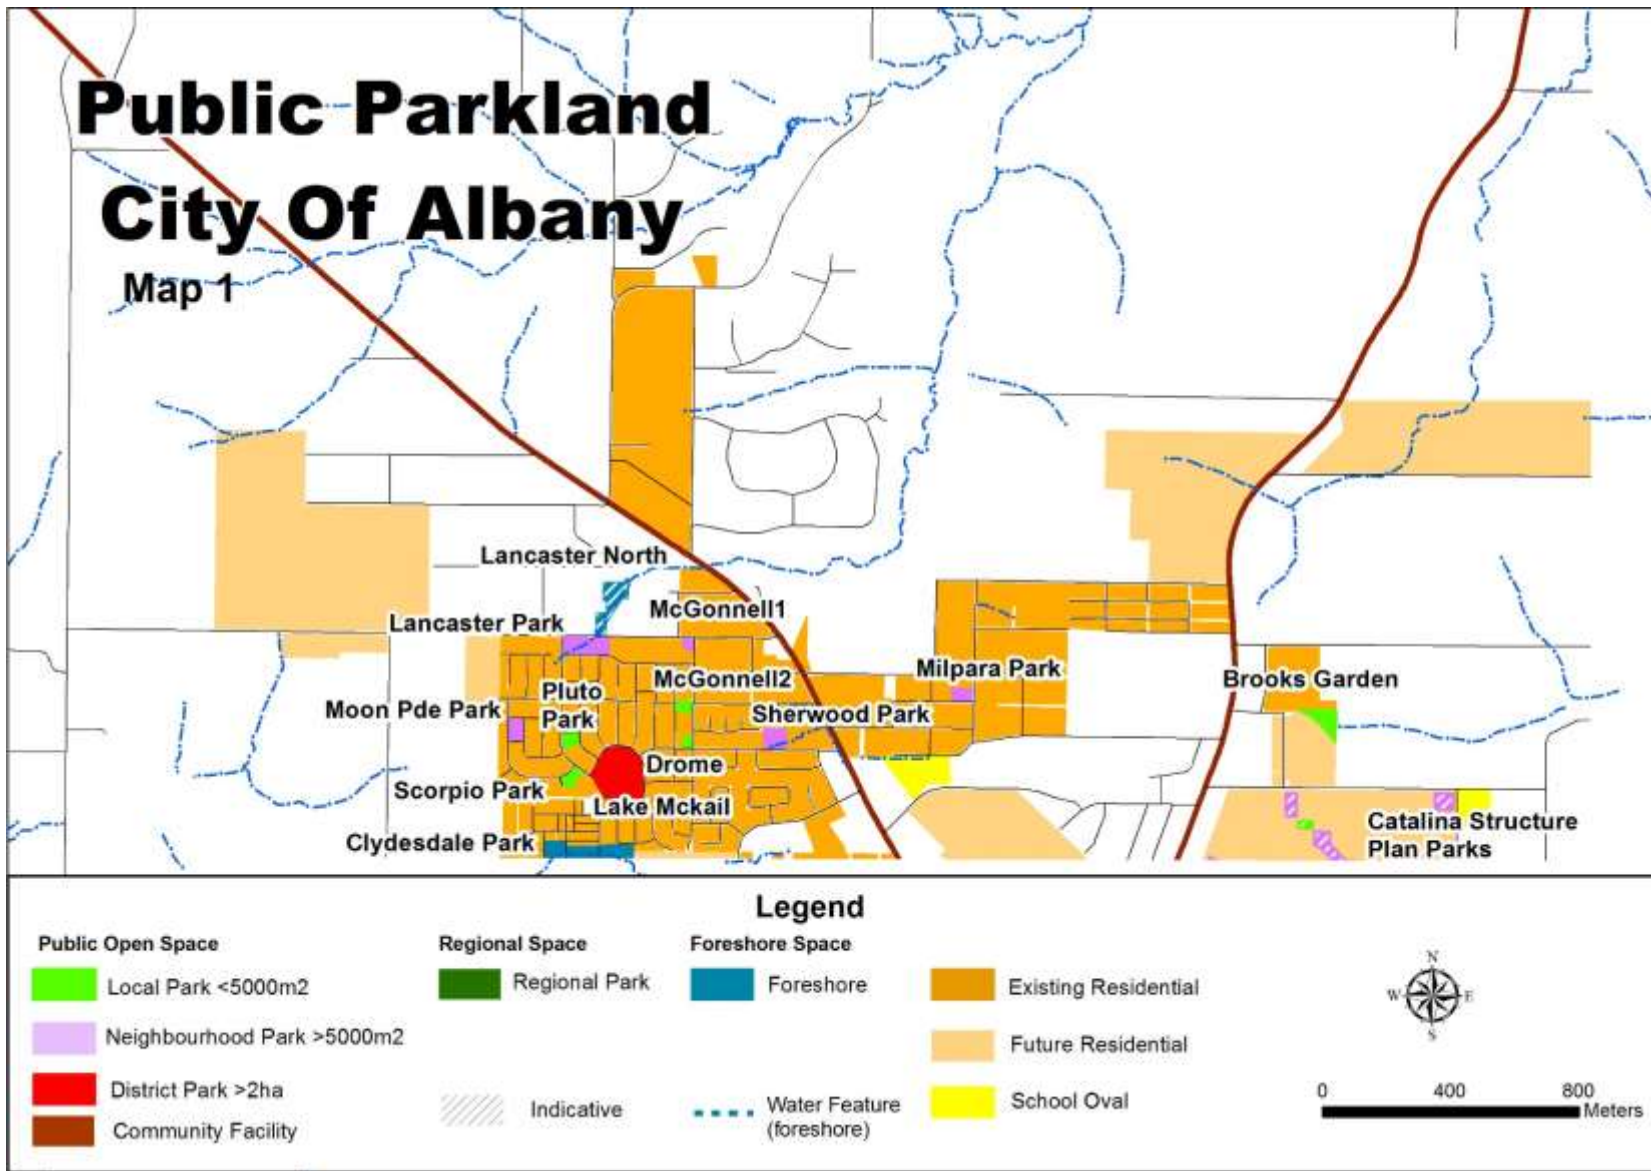 Public Parkland
City Of Albany
Map 1
Lancaster North
McGonnell1
Lancaster Park
Milpara Park
McGonnell2
Brooks Garden
Pluto
Park
Moon Pde Park
Sherwood Park
Drome
Scorpio Park
Lake Mckail
Catalina Structure
Plan Parks
Clydesdale Park
Legend
Public Open Space
Local Park <5000m2
Neighbourhood Park >5000m2
District Park >2ha
Community Facility
Regional Space
Regional Park
Indicative
Foreshore Space
Foreshore
Water Feature
(foreshore)
Existing Residential
Future Residential
School Oval
N
W E
S
0 400 800
Meters